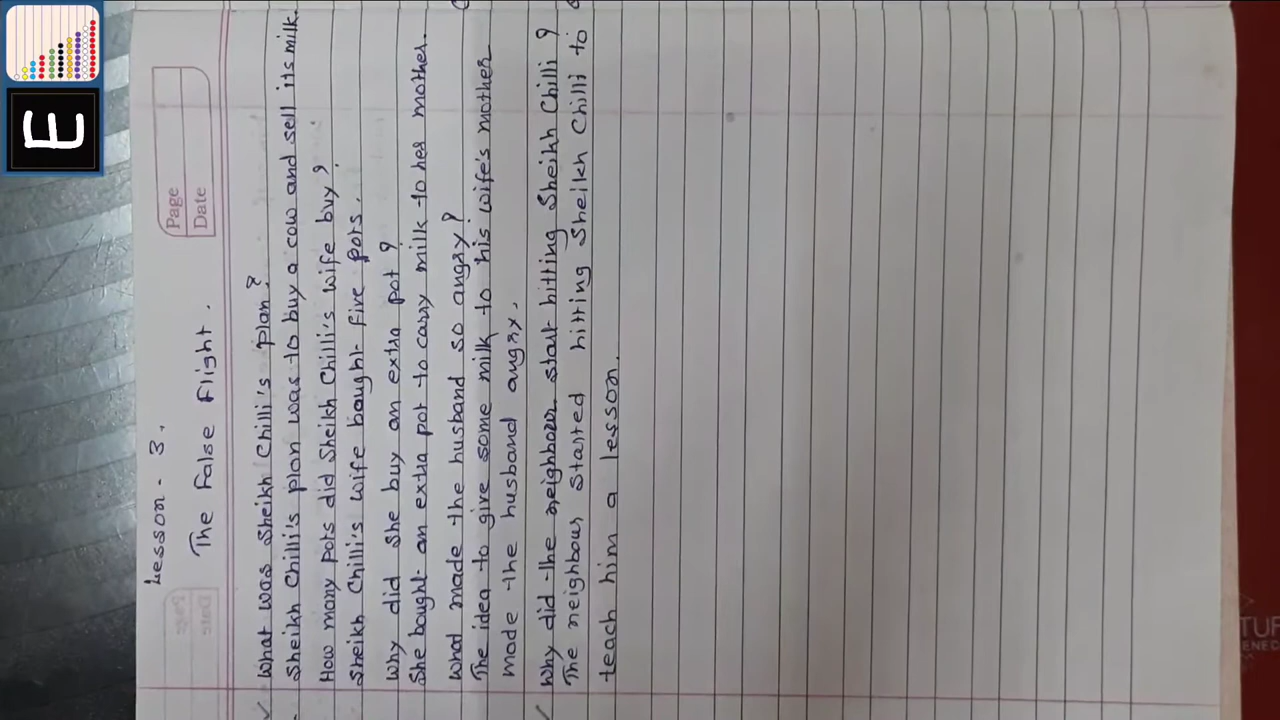 E
Page
Date
Lesson - 3.
The False Flight.
What was Sheikh Chilli's plan?
Sheikh Chilli's plan was to buy a cow and sell its milk.
How many pots did Sheikh Chilli's wife buy?
Sheikh Chilli's wife bought five pots.
Why did she buy an extra pot?
She bought an extra pot to carry milk to her mother.
What made the husband so angry?
The idea to give some milk to his wife's mother
made the husband angry.
Why did the neighbour start hitting Sheikh Chilli?
The neighbour started hitting Sheikh Chilli to
teach him a lesson.